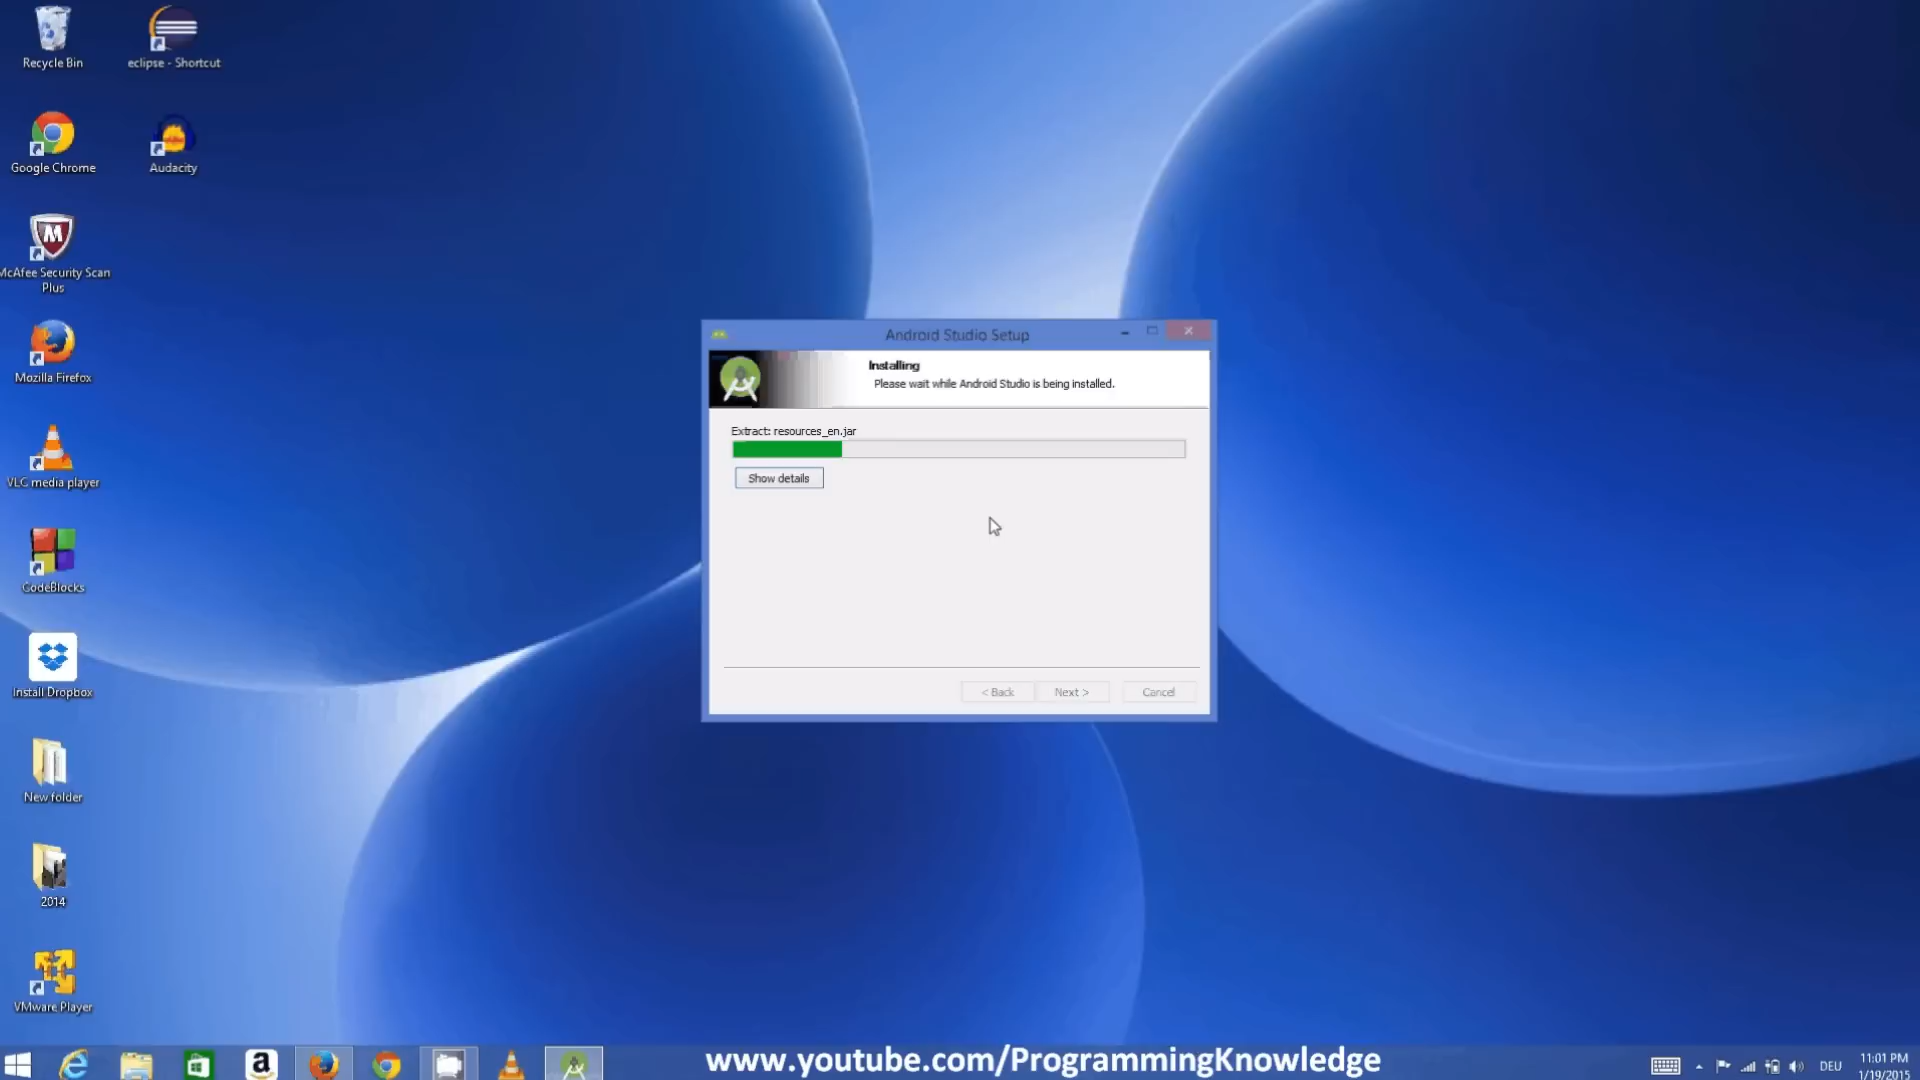 Recycle Bin
eclipse - Shortcut
Google Chrome
Audacity
McAfee Security Scan
Plus
Mozilla Firefox
VLC media player
CodeBlocks
Install Dropbox
New folder
2014
VMware Player
Android Studio Setup
Installing
Please wait while Android Studio is being installed.
Extract: resources_en.jar
Show details
< Back
Next >
Cancel
www.youtube.com/ProgrammingKnowledge
DEU
11:01 PM
1/19/2015